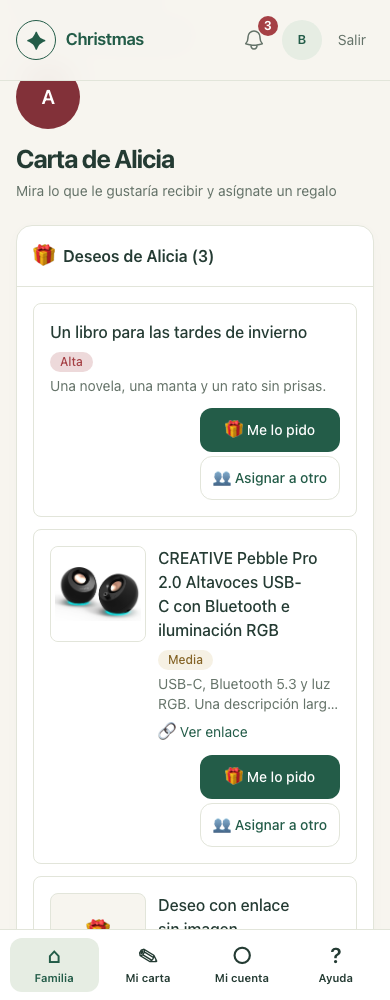 Christmas
3
B
Salir
A
Carta de Alicia
Mira lo que le gustaría recibir y asígnate un regalo
Deseos de Alicia (3)
Un libro para las tardes de invierno
Alta
Una novela, una manta y un rato sin prisas.
Me lo pido
Asignar a otro
CREATIVE Pebble Pro
2.0 Altavoces USB-
C con Bluetooth e
iluminación RGB
Media
USB-C, Bluetooth 5.3 y luz
RGB. Una descripción larg...
Ver enlace
Me lo pido
Asignar a otro
Deseo con enlace
sin imagen
Familia
Mi carta
Mi cuenta
?
Ayuda